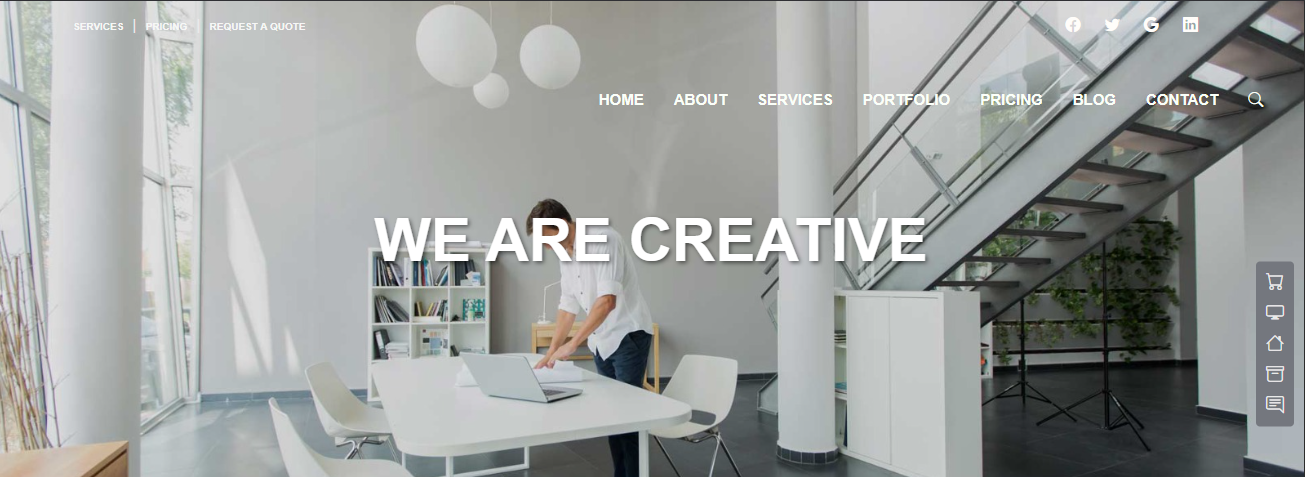 SERVICES | PRICING | REQUEST A QUOTE
HOME ABOUT SERVICES PORTFOLIO PRICING BLOG CONTACT
WE ARE CREATIVE